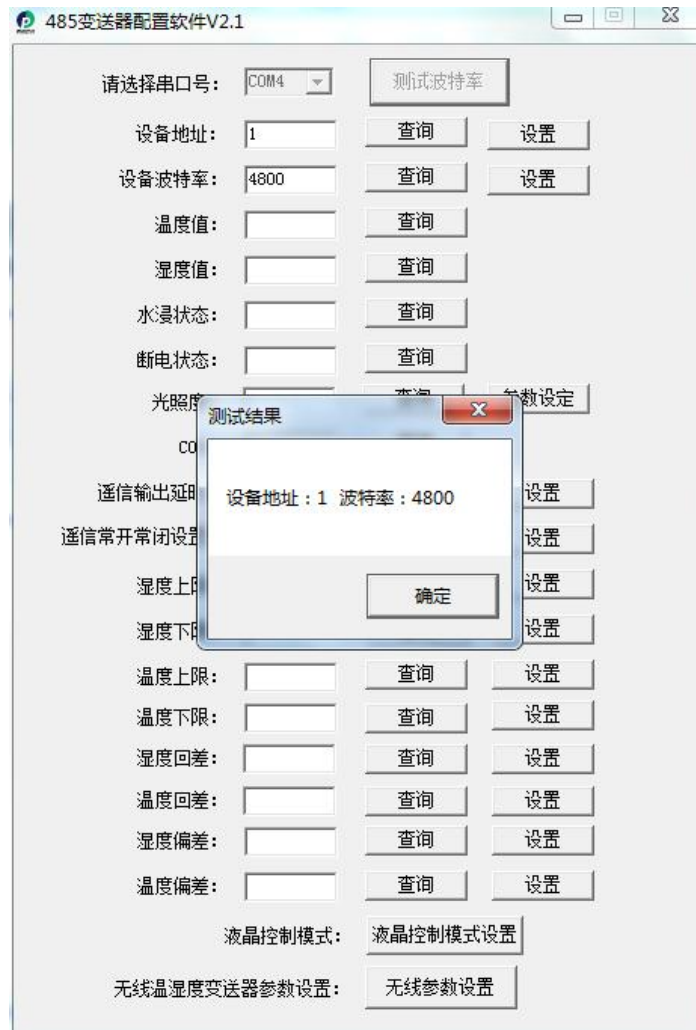 485变送器配置软件V2.1
请选择串口号： COM4 测试波特率
设备地址： 1 查询 设置
设备波特率： 4800 查询 设置
温度值： 查询
湿度值： 查询
水浸状态： 查询
断电状态： 查询
光照度 查询 参数设定
测试结果
CO
设备地址：1 波特率：4800
遥信输出延时 设置
遥信常开常闭设置 设置
确定
湿度上限 设置
湿度下限 设置
温度上限： 查询 设置
温度下限： 查询 设置
湿度回差： 查询 设置
温度回差： 查询 设置
湿度偏差： 查询 设置
温度偏差： 查询 设置
液晶控制模式： 液晶控制模式设置
无线温湿度变送器参数设置： 无线参数设置